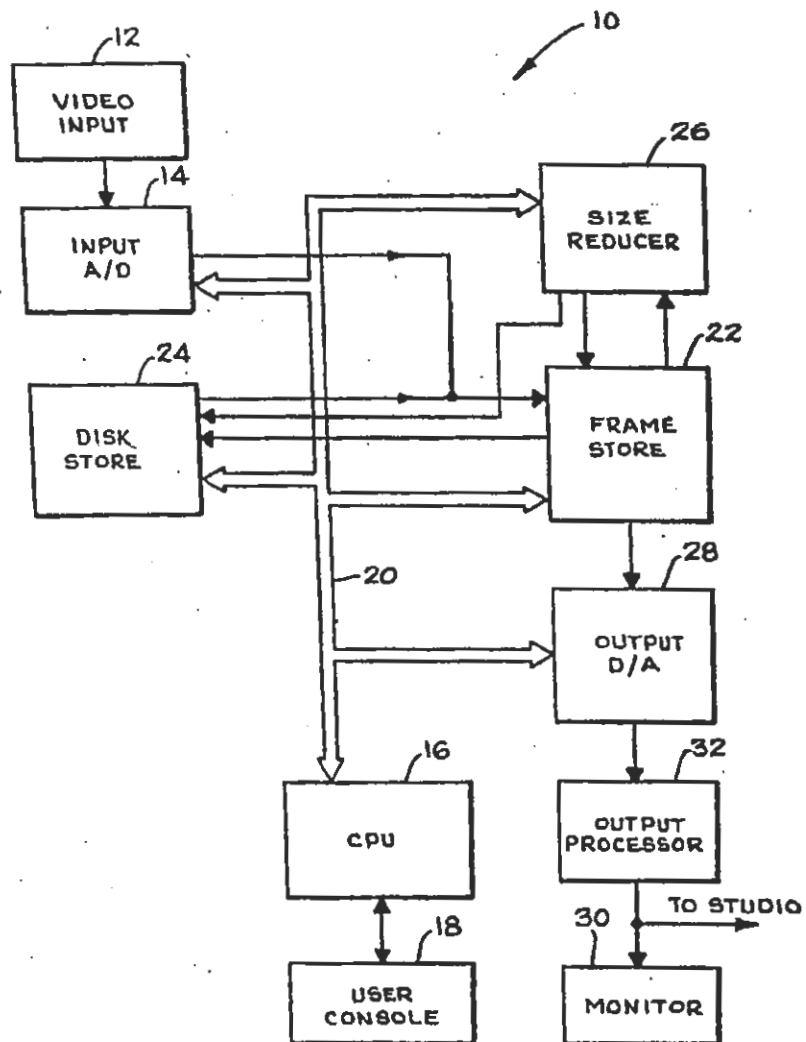 10
12
VIDEO
INPUT
14
INPUT
A/D
26
SIZE
REDUCER
24
DISK
STORE
22
FRAME
STORE
20
28
OUTPUT
D/A
16
CPU
32
OUTPUT
PROCESSOR
TO STUDIO
18
USER
CONSOLE
30
MONITOR